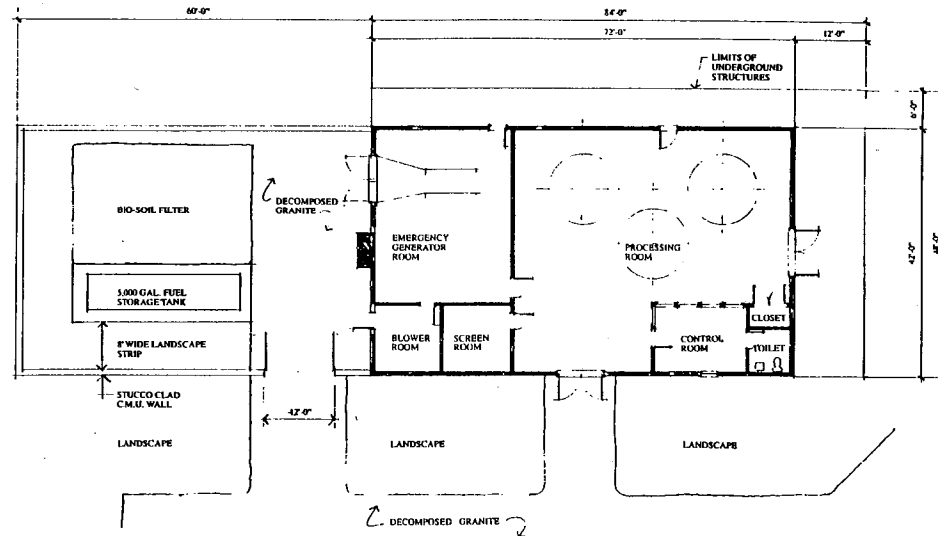 60'-0"
84'-0"
72'-0"
12'-0"
LIMITS OF
UNDERGROUND
STRUCTURES
6'-0"
BIO-SOIL FILTER
DECOMPOSED
GRANITE
EMERGENCY
GENERATOR
ROOM
PROCESSING
ROOM
42'-0"
48'-0"
5,000 GAL. FUEL
STORAGE TANK
CLOSET
8' WIDE LANDSCAPE
STRIP
BLOWER
ROOM
SCREEN
ROOM
CONTROL
ROOM
TOILET
STUCCO CLAD
C.M.U. WALL
12'-0"
LANDSCAPE
LANDSCAPE
LANDSCAPE
DECOMPOSED GRANITE